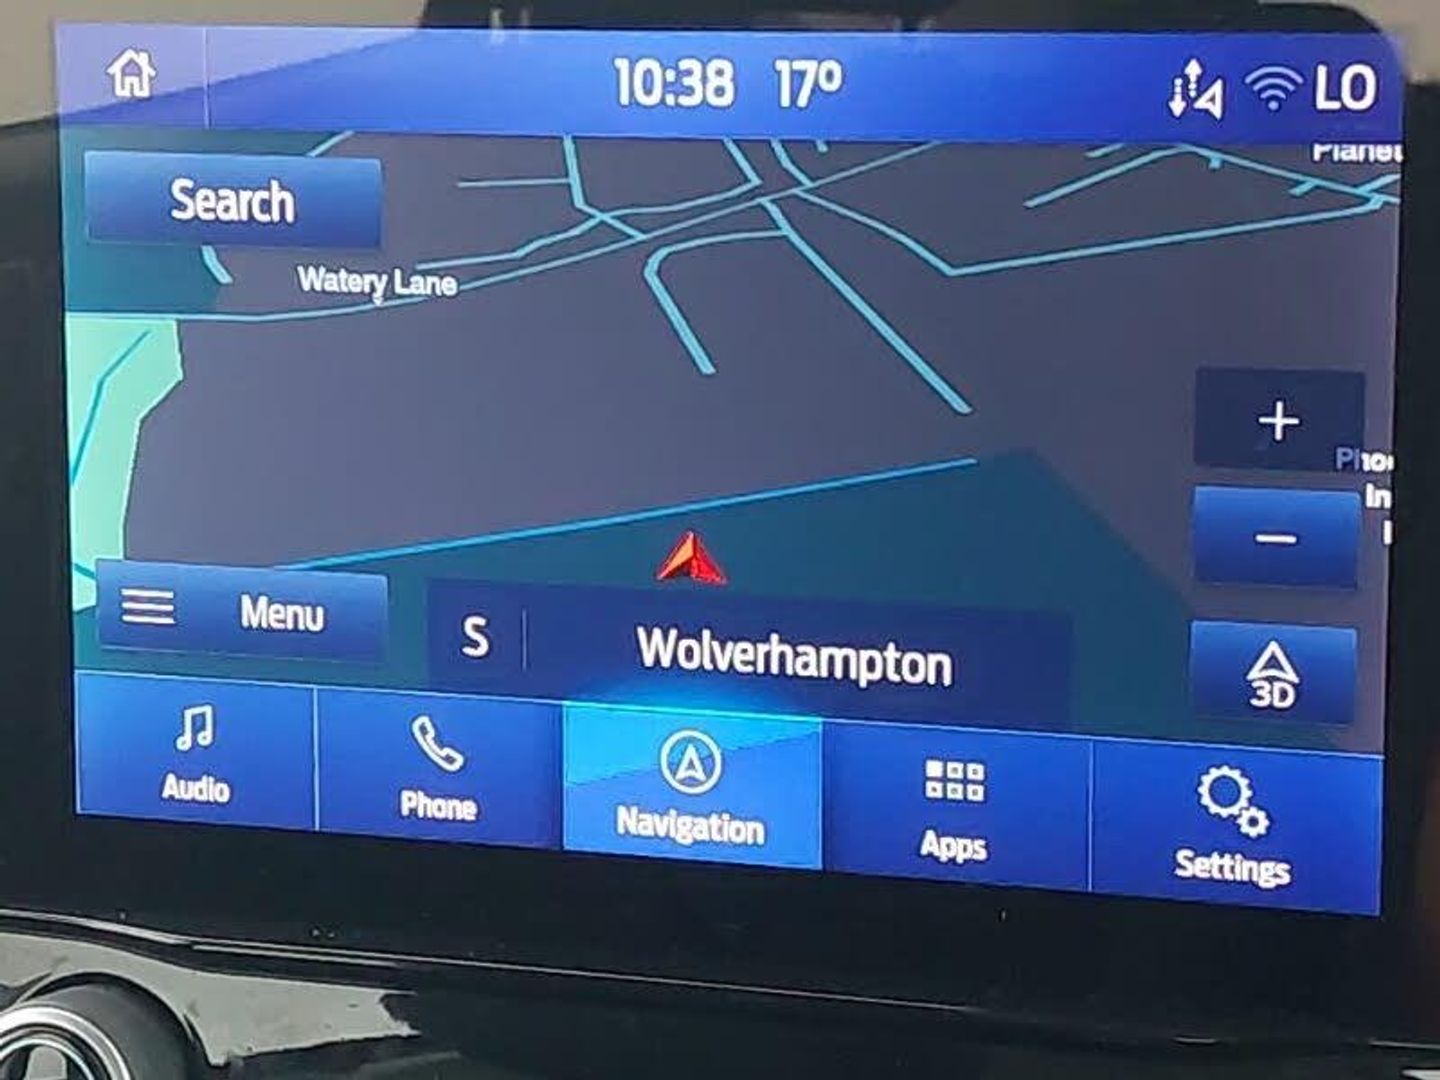 10:38 17°
LO
Search
Watery Lane
Menu
S
Wolverhampton
3D
Audio
Phone
Navigation
Apps
Settings